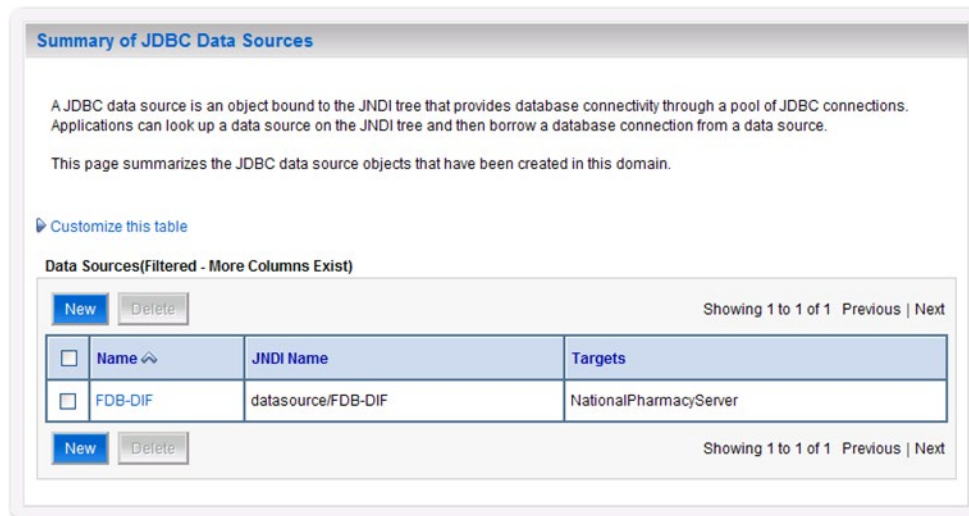 Summary of JDBC Data Sources
A JDBC data source is an object bound to the JNDI tree that provides database connectivity through a pool of JDBC connections.
Applications can look up a data source on the JNDI tree and then borrow a database connection from a data source.
This page summarizes the JDBC data source objects that have been created in this domain.
Customize this table
Data Sources(Filtered - More Columns Exist)
New Delete Showing 1 to 1 of 1 Previous | Next
Name JNDI Name Targets
FDB-DIF datasource/FDB-DIF NationalPharmacyServer
New Delete Showing 1 to 1 of 1 Previous | Next